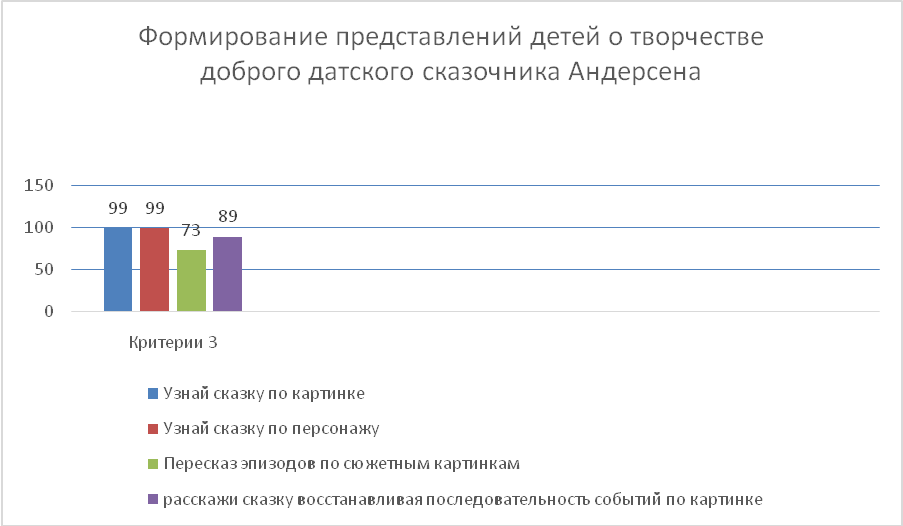 Формирование представлений детей о творчестве
доброго датского сказочника Андерсена
150
100
50
0
99
99
73
89
Критерии 3
Узнай сказку по картинке
Узнай сказку по персонажу
Пересказ эпизодов по сюжетным картинкам
расскажи сказку восстанавливая последовательность событий по картинке